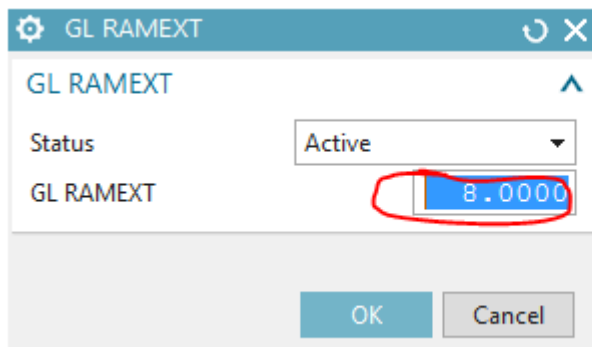 GL RAMEXT
GL RAMEXT
Status Active
GL RAMEXT 8.0000
OK Cancel